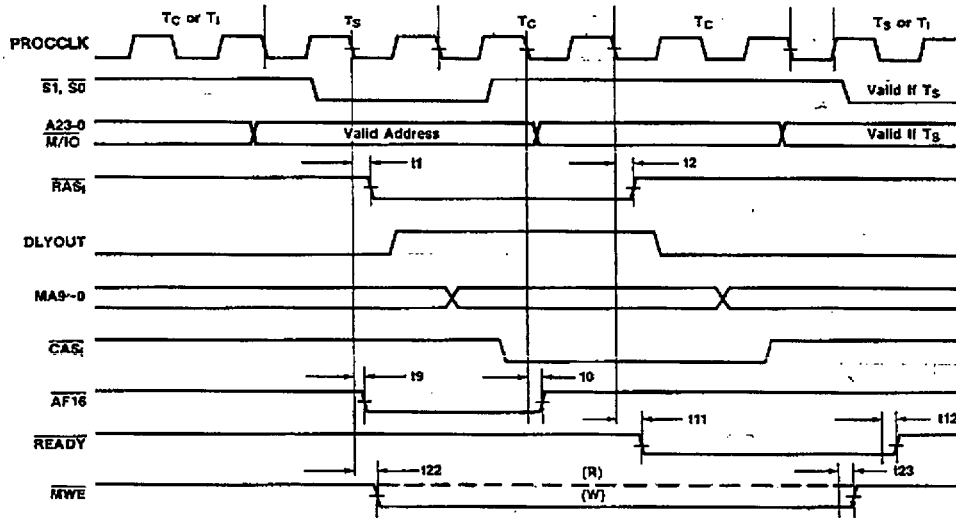 T_C or T_I T_S T_C T_C T_S or T_I
PROCCLK
S1, S0 Valid If T_S
A23-0 Valid Address Valid If T_S
M/IO
t1 t2
RAS_i
DLYOUT
MA9~0
CAS_i
t9 10
AF16
t11 t12
READY
t22 (R) t23
MWE (W)